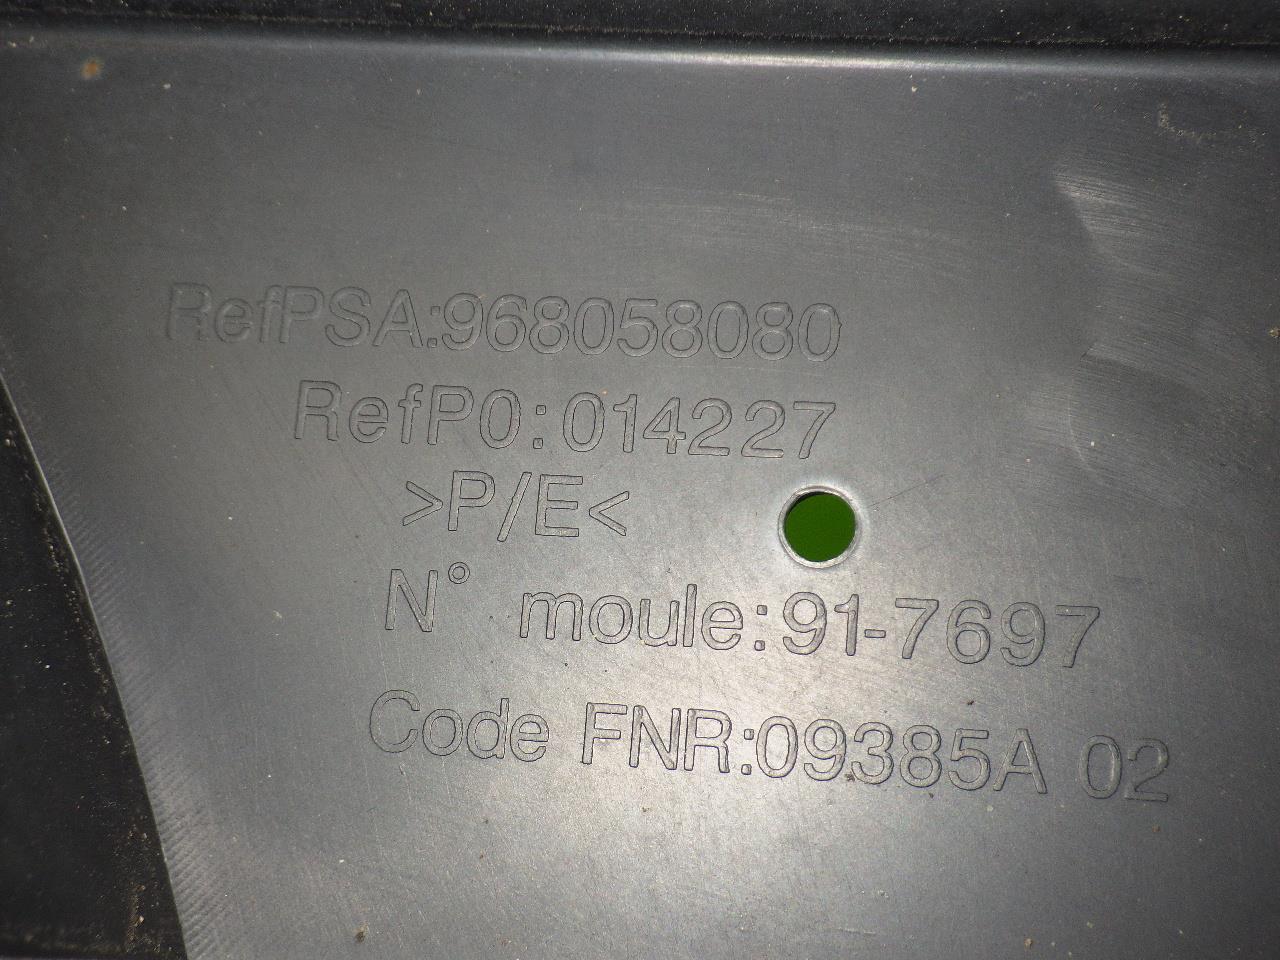 RefPSA:968058080
RefP0:014227
>P/E<
N° moule:91-7697
Code FNR:09385A 02